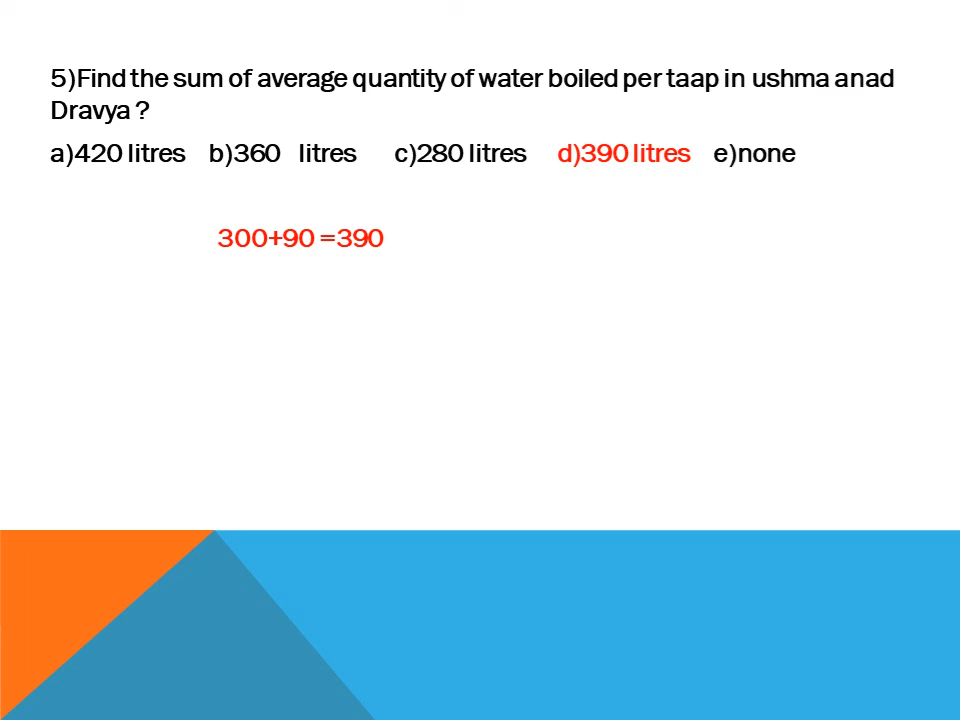 5)Find the sum of average quantity of water boiled per taap in ushma anad
Dravya ?
a)420 litres b)360 litres c)280 litres d)390 litres e)none
300+90 =390